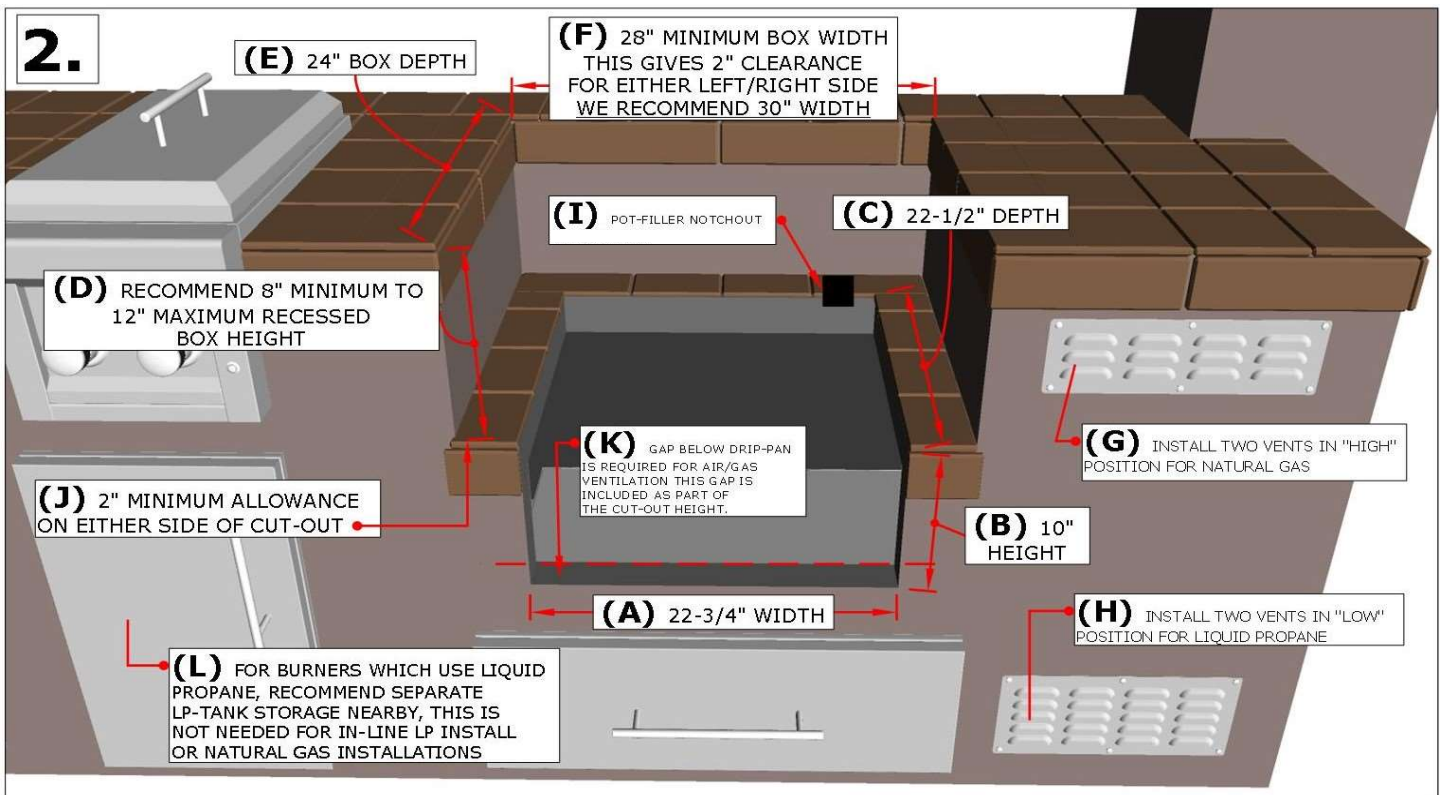 2.
(E) 24" BOX DEPTH
(F) 28" MINIMUM BOX WIDTH
THIS GIVES 2" CLEARANCE
FOR EITHER LEFT/RIGHT SIDE
WE RECOMMEND 30" WIDTH
(I) POT-FILLER NOTCHOUT
(C) 22-1/2" DEPTH
(D) RECOMMEND 8" MINIMUM TO
12" MAXIMUM RECESSED
BOX HEIGHT
(K) GAP BELOW DRIP-PAN
IS REQUIRED FOR AIR/GAS
VENTILATION THIS GAP IS
INCLUDED AS PART OF
THE CUT-OUT HEIGHT.
(G) INSTALL TWO VENTS IN "HIGH"
POSITION FOR NATURAL GAS
(J) 2" MINIMUM ALLOWANCE
ON EITHER SIDE OF CUT-OUT
(B) 10"
HEIGHT
(A) 22-3/4" WIDTH
(H) INSTALL TWO VENTS IN "LOW"
POSITION FOR LIQUID PROPANE
(L) FOR BURNERS WHICH USE LIQUID
PROPANE, RECOMMEND SEPARATE
LP-TANK STORAGE NEARBY, THIS IS
NOT NEEDED FOR IN-LINE LP INSTALL
OR NATURAL GAS INSTALLATIONS